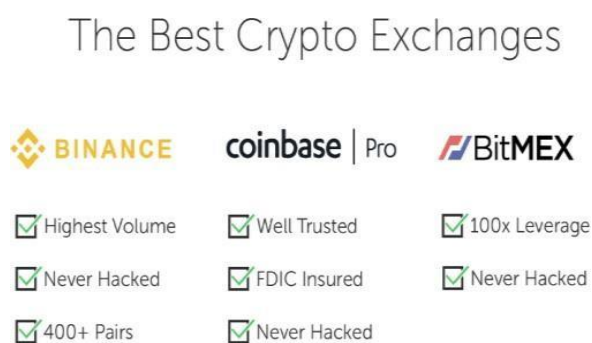 The Best Crypto Exchanges
BINANCE
coinbase | Pro
BitMEX
Highest Volume
Well Trusted
100x Leverage
Never Hacked
FDIC Insured
Never Hacked
400+ Pairs
Never Hacked